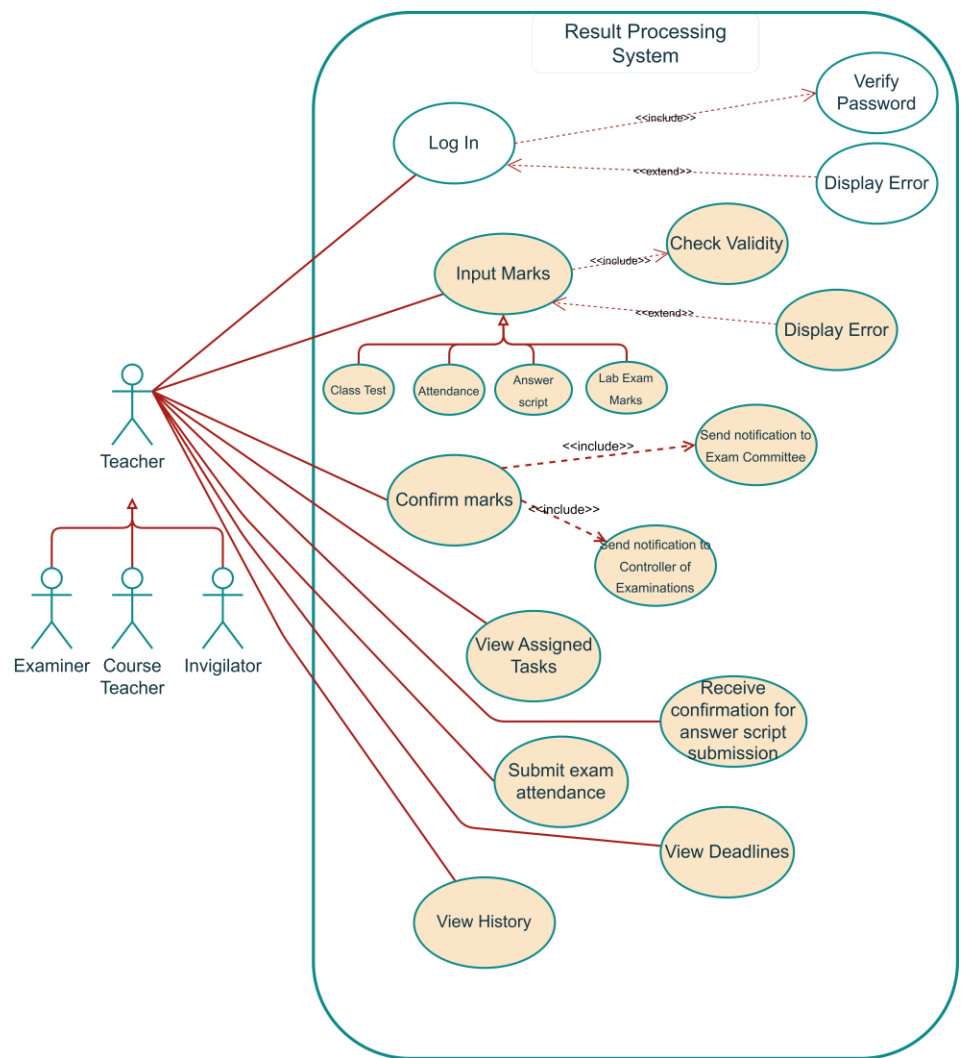 Result Processing
System
Verify
Password
Log In
<<include>>
<<extend>>
Display Error
Check Validity
Input Marks
<<include>>
<<extend>>
Display Error
Class Test
Attendance
Answer
script
Lab Exam
Marks
Teacher
<<include>>
Send notification to
Exam Committee
Confirm marks
<<include>>
Send notification to
Controller of
Examinations
Examiner
Course
Teacher
Invigilator
View Assigned
Tasks
Receive
confirmation for
answer script
submission
Submit exam
attendance
View Deadlines
View History